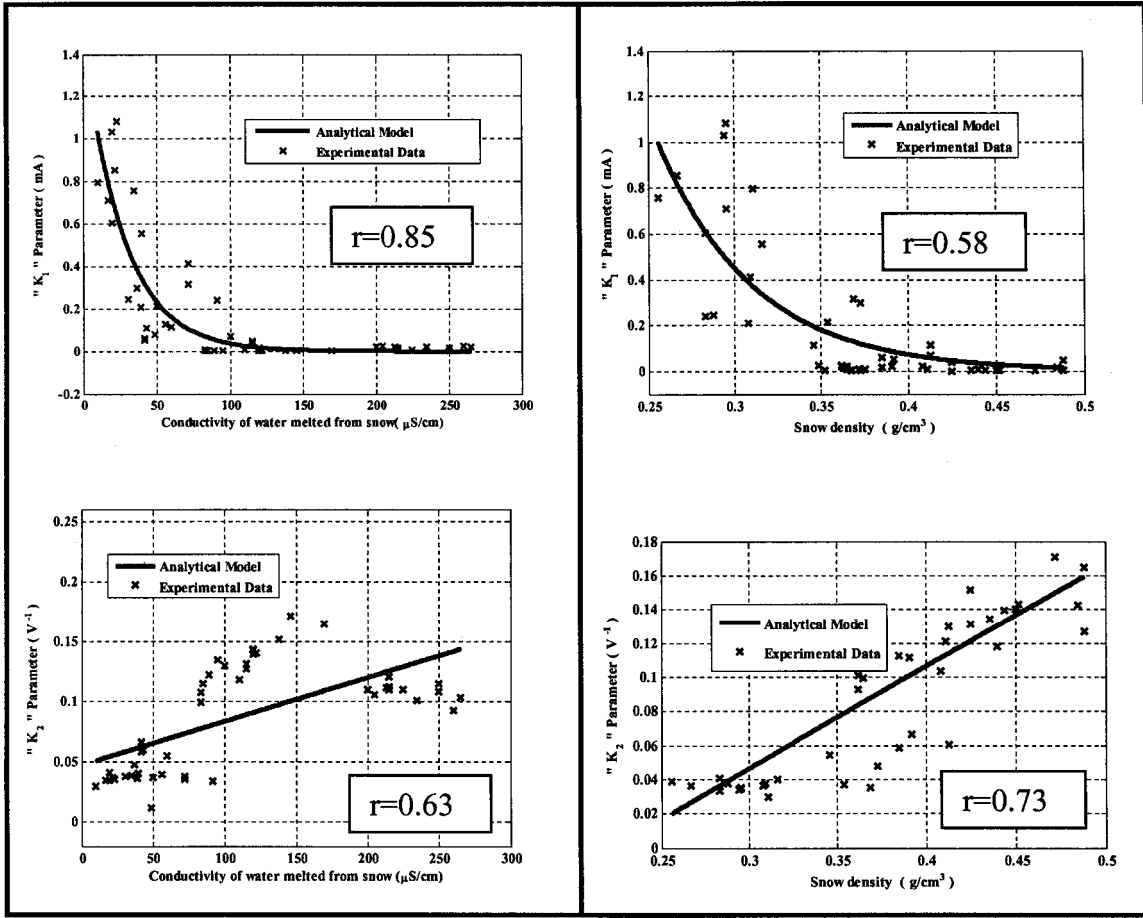 1.4
1.2
1
0.8
0.6
0.4
0.2
0
-0.2
" K1 " Parameter ( mA )
Analytical Model
Experimental Data
r=0.85
0 50 100 150 200 250 300
Conductivity of water melted from snow( µS/cm)
1.4
1.2
1
0.8
0.6
0.4
0.2
0
" K1 " Parameter ( mA )
Analytical Model
Experimental Data
r=0.58
0.25 0.3 0.35 0.4 0.45 0.5
Snow density ( g/cm³ )
0.25
0.2
0.15
0.1
0.05
0
" K2 " Parameter ( V⁻¹ )
Analytical Model
Experimental Data
r=0.63
0 50 100 150 200 250 300
Conductivity of water melted from snow (µS/cm)
0.18
0.16
0.14
0.12
0.1
0.08
0.06
0.04
0.02
0
" K2 " Parameter ( V⁻¹ )
Analytical Model
Experimental Data
r=0.73
0.25 0.3 0.35 0.4 0.45 0.5
Snow density ( g/cm³ )